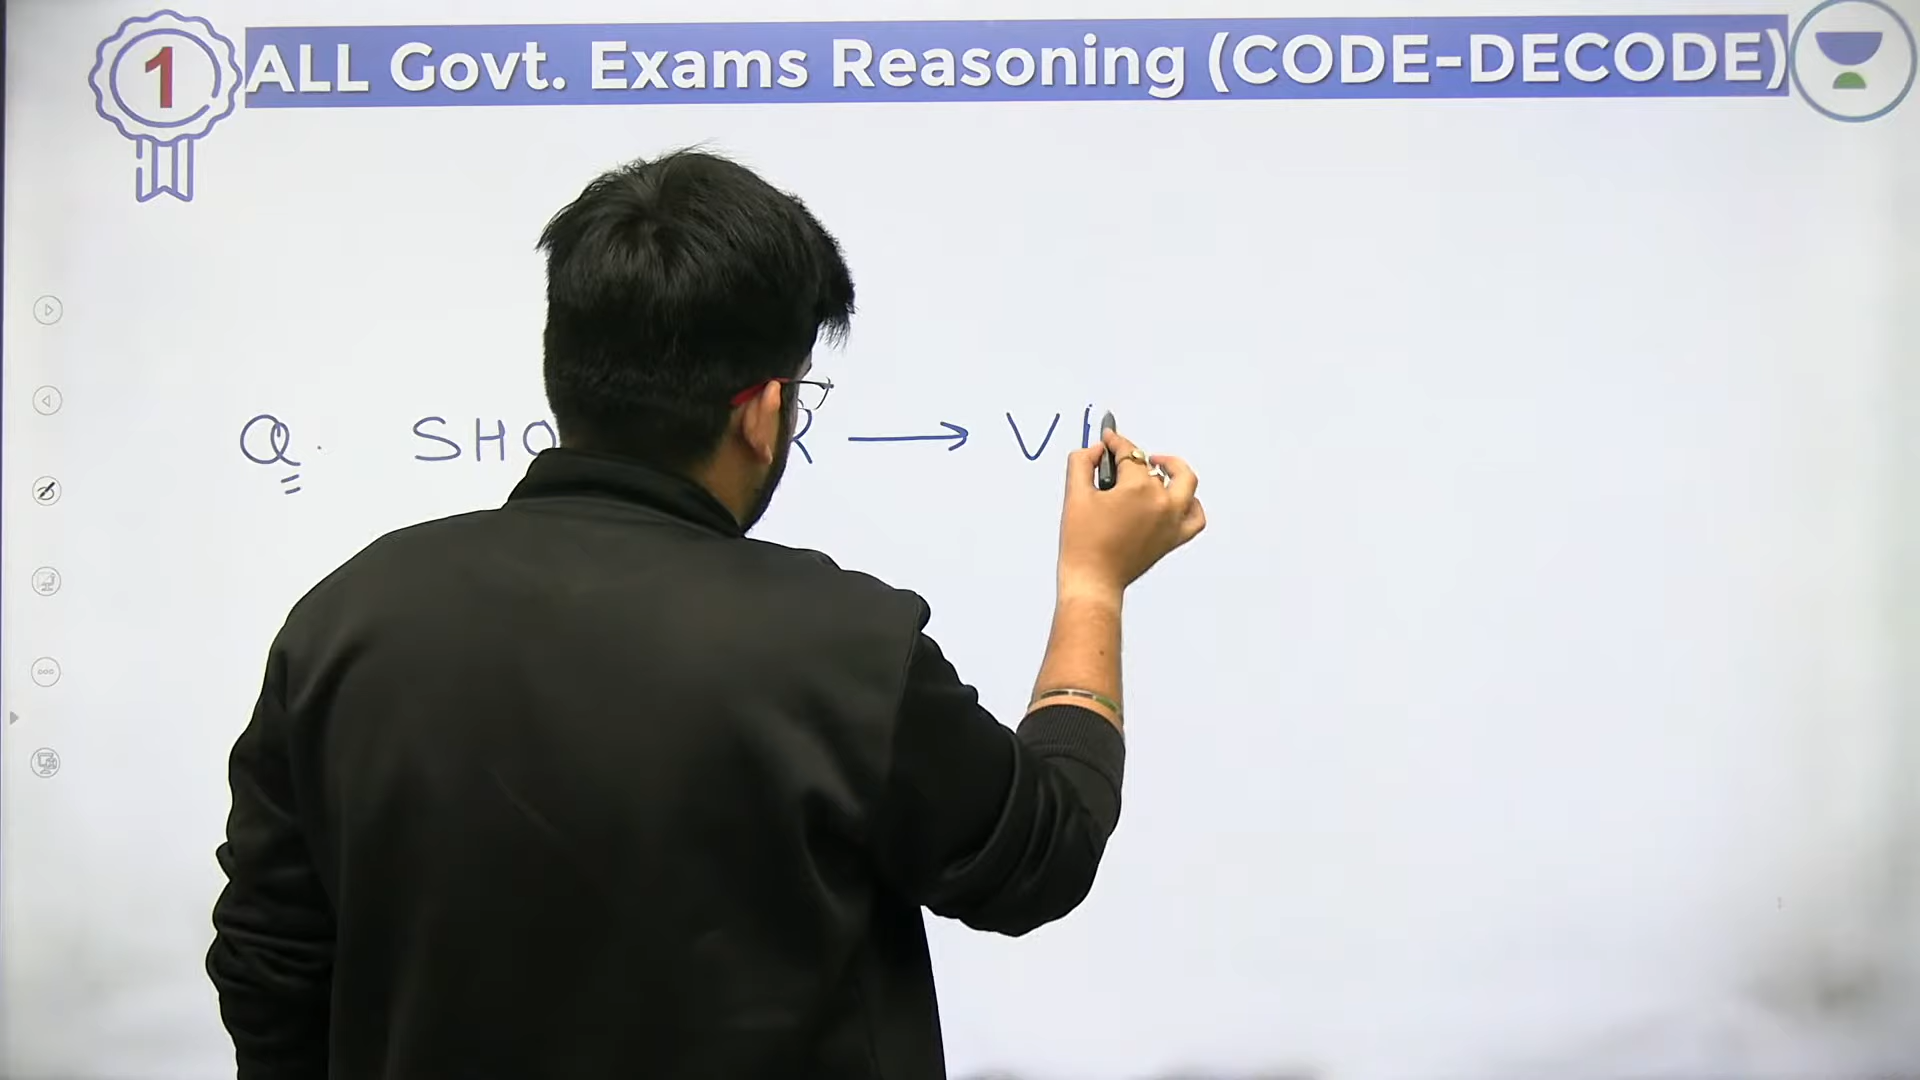 1
ALL Govt. Exams Reasoning (CODE-DECODE)
Q. SHO R → V